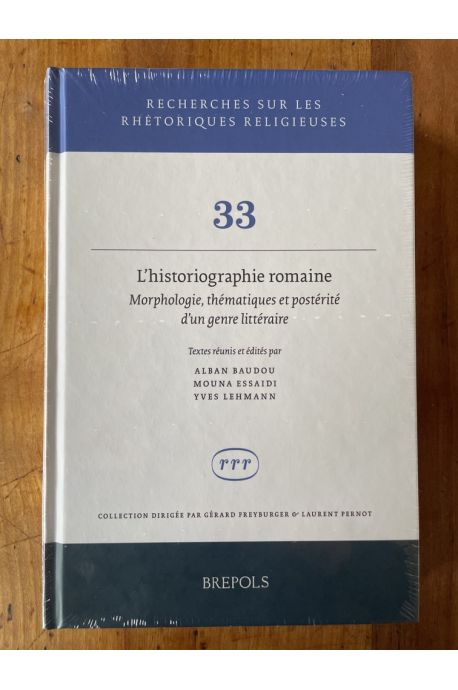 RECHERCHES SUR LES
RHÉTORIQUES RELIGIEUSES
33
L'historiographie romaine
Morphologie, thématiques et postérité
d'un genre littéraire
Textes réunis et édités par
ALBAN BAUDOU
MOUNA ESSAIDI
YVES LEHMANN
rrr
COLLECTION DIRIGÉE PAR GÉRARD FREYBURGER & LAURENT PERNOT
BREPOLS